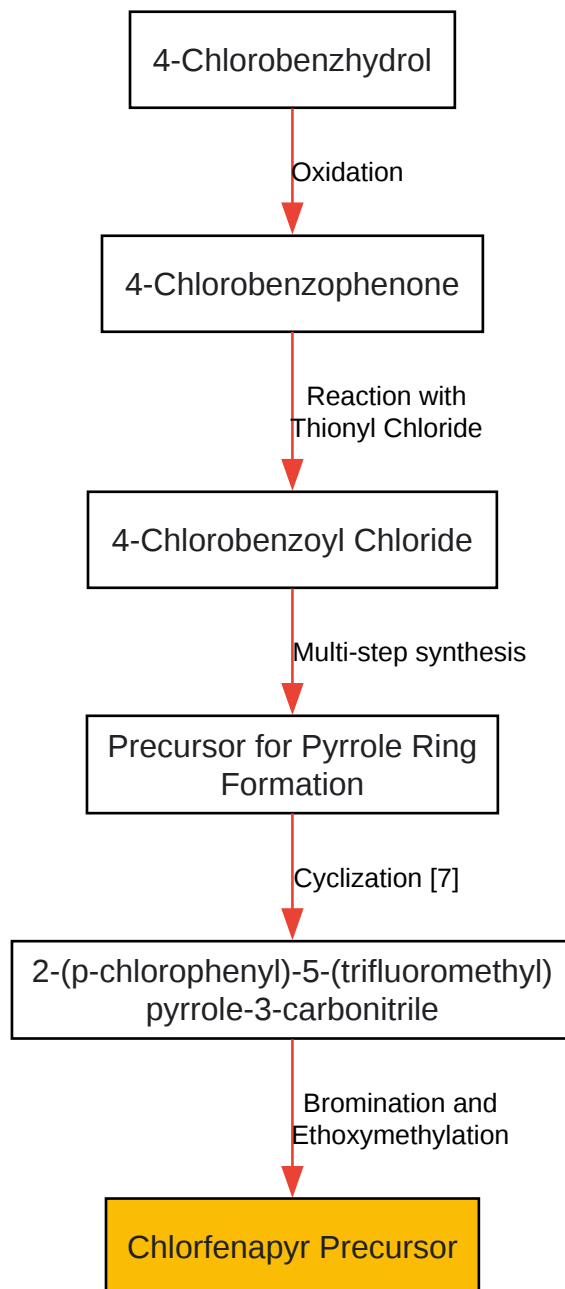 4-Chlorobenzhydrol
Oxidation
4-Chlorobenzophenone
Reaction with
Thionyl Chloride
4-Chlorobenzoyl Chloride
Multi-step synthesis
Precursor for Pyrrole Ring
Formation
Cyclization [7]
2-(p-chlorophenyl)-5-(trifluoromethyl)
pyrrole-3-carbonitrile
Bromination and
Ethoxymethylation
Chlorfenapyr Precursor